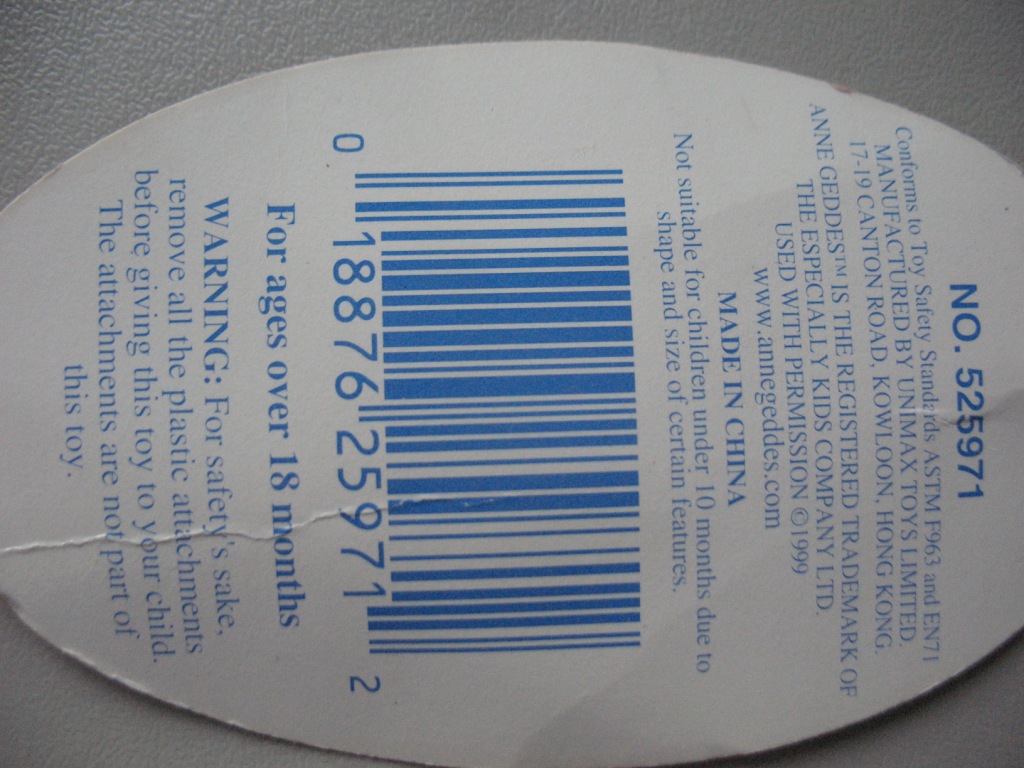 NO. 525971
Conforms to Toy Safety Standards ASTM F963 and EN71
MANUFACTURED BY UNIMAX TOYS LIMITED.
17-19 CANTON ROAD, KOWLOON, HONG KONG.
ANNE GEDDES™ IS THE REGISTERED TRADEMARK OF
THE ESPECIALLY KIDS COMPANY LTD.
USED WITH PERMISSION ©1999
www.annegeddes.com
MADE IN CHINA
Not suitable for children under 10 months due to
shape and size of certain features.
0 18876 25971 2
For ages over 18 months
WARNING: For safety's sake,
remove all the plastic attachments
before giving this toy to your child.
The attachments are not part of
this toy.